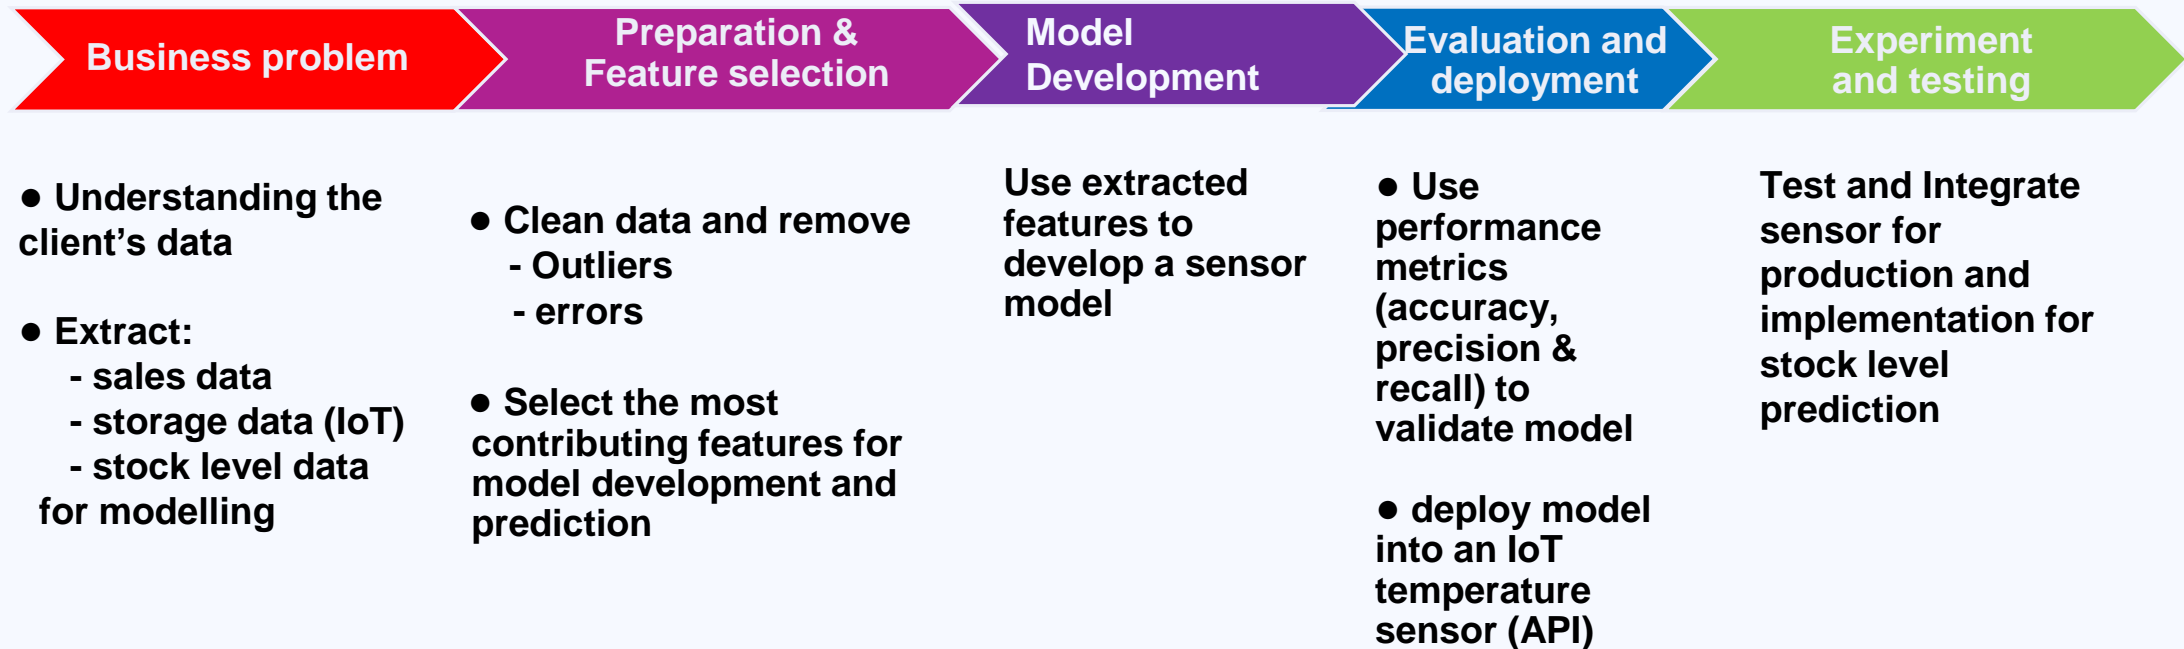 Business problem
Preparation &
Feature selection
Model
Development
Evaluation and
deployment
Experiment
and testing
● Understanding the
client’s data
● Extract:
- sales data
- storage data (IoT)
- stock level data
for modelling
● Clean data and remove
- Outliers
- errors
● Select the most
contributing features for
model development and
prediction
Use extracted
features to
develop a sensor
model
● Use
performance
metrics
(accuracy,
precision &
recall) to
validate model
● deploy model
into an IoT
temperature
sensor (API)
Test and Integrate
sensor for
production and
implementation for
stock level
prediction